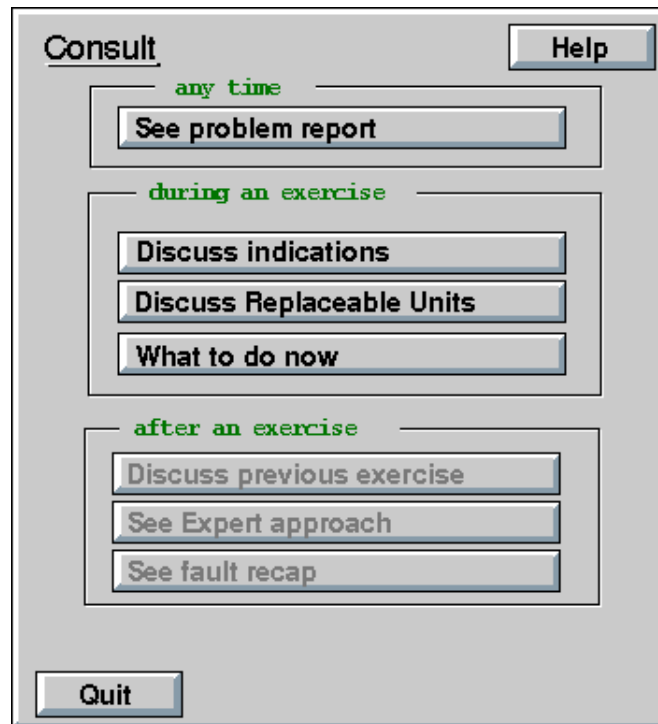 Consult
Help
any time
See problem report
during an exercise
Discuss indications
Discuss Replaceable Units
What to do now
after an exercise
Discuss previous exercise
See Expert approach
See fault recap
Quit